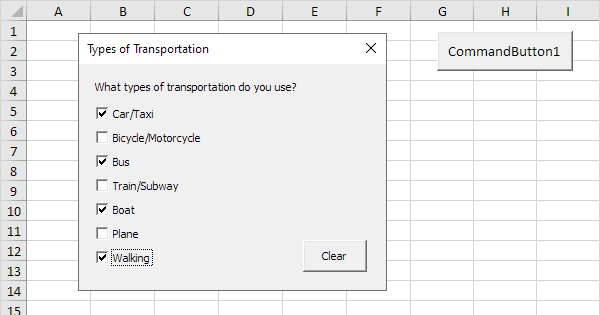 A B C D E F G H I
1
2
3
4
5
6
7
8
9
10
11
12
13
14
15
Types of Transportation
CommandButton1
What types of transportation do you use?
Car/Taxi
Bicycle/Motorcycle
Bus
Train/Subway
Boat
Plane
Walking
Clear